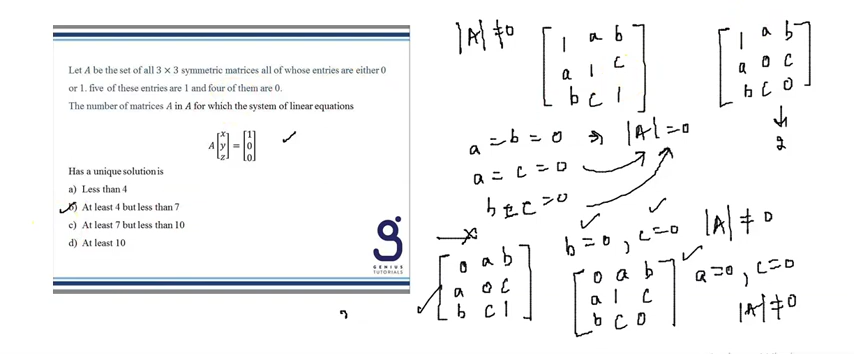 Let A be the set of all 3 × 3 symmetric matrices all of whose entries are either 0
or 1. five of these entries are 1 and four of them are 0.
The number of matrices A in A for which the system of linear equations
A [x y z] = [1 0 0] ✓
Has a unique solution is
a) Less than 4
b) At least 4 but less than 7
c) At least 7 but less than 10
d) At least 10
GENIUS
TUTORIALS
|A| ≠ 0
[1 a b
a 1 c
b c 1]
[1 a b
a 0 c
b c 0]
↓
2
a = b = 0 ⇒ |A| = 0
a = c = 0
b = c = 0
b = 0, c = 0 |A| ≠ 0
[0 a b
a 0 c
b c 1]
[0 a b
a 1 c
b c 0]
a = 0, c = 0
|A| ≠ 0